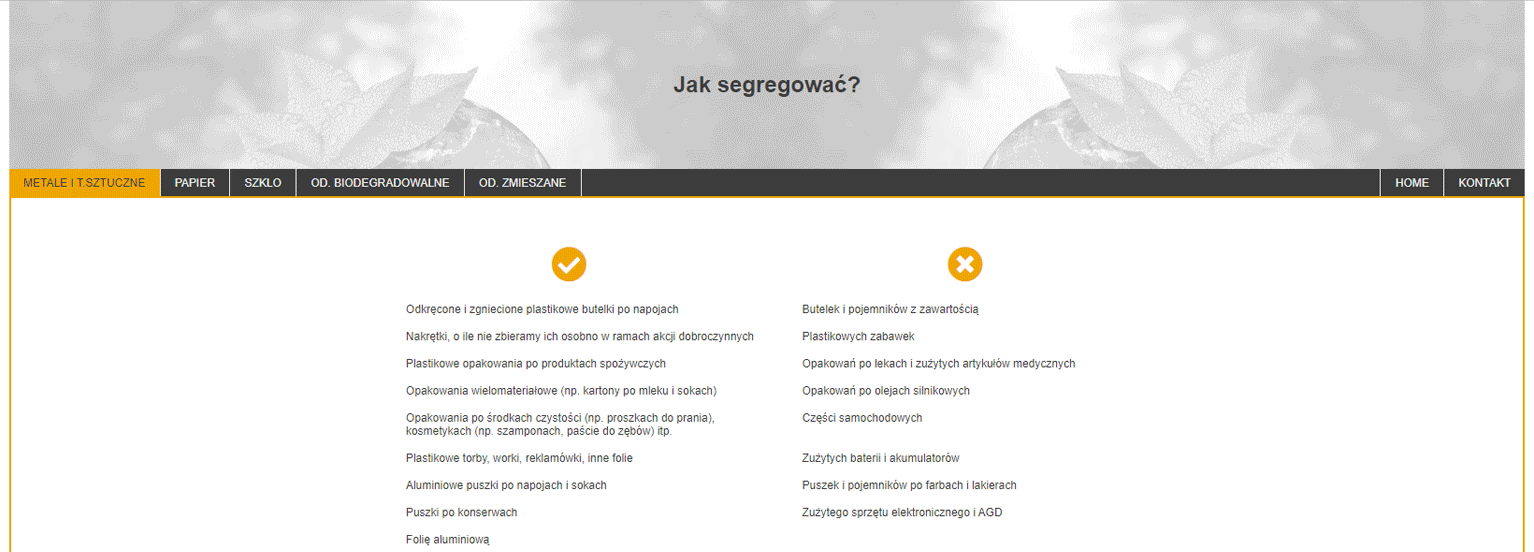 Jak segregować?
METALE I T.SZTUCZNE PAPIER SZKŁO OD. BIODEGRADOWALNE OD. ZMIESZANE HOME KONTAKT
Odkręcone i zgniecione plastikowe butelki po napojach
Butelek i pojemników z zawartością
Nakrętki, o ile nie zbieramy ich osobno w ramach akcji dobroczynnych
Plastikowych zabawek
Plastikowe opakowania po produktach spożywczych
Opakowań po lekach i zużytych artykułów medycznych
Opakowania wielomateriałowe (np. kartony po mleku i sokach)
Opakowań po olejach silnikowych
Opakowania po środkach czystości (np. proszkach do prania),
kosmetykach (np. szamponach, paście do zębów) itp.
Części samochodowych
Plastikowe torby, worki, reklamówki, inne folie
Zużytych baterii i akumulatorów
Aluminiowe puszki po napojach i sokach
Puszek i pojemników po farbach i lakierach
Puszki po konserwach
Zużytego sprzętu elektronicznego i AGD
Folię aluminiową